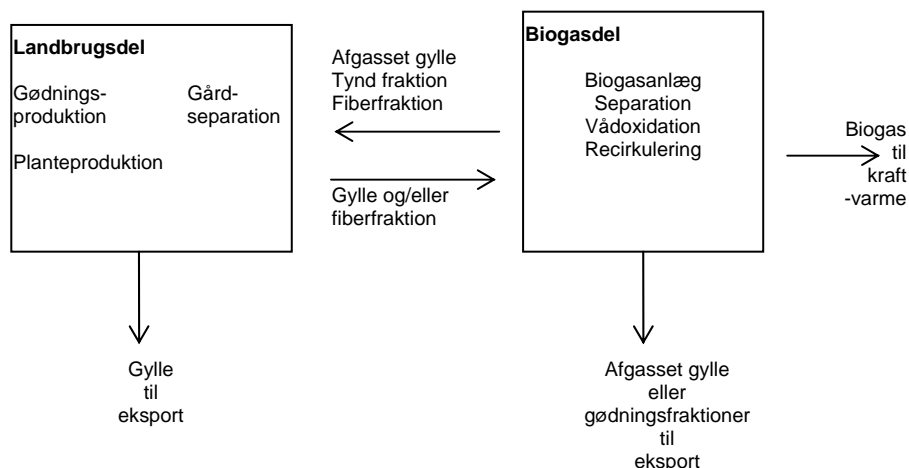 Landbrugsdel
Gødnings-
produktion
Gård-
separation
Planteproduktion
Afgasset gylle
Tynd fraktion
Fiberfraktion
Gylle og/eller
fiberfraktion
Biogasdel
Biogasanlæg
Separation
Vådoxidation
Recirkulering
Biogas
til
kraft
-varme
Gylle
til
eksport
Afgasset gylle
eller
gødningsfraktioner
til
eksport